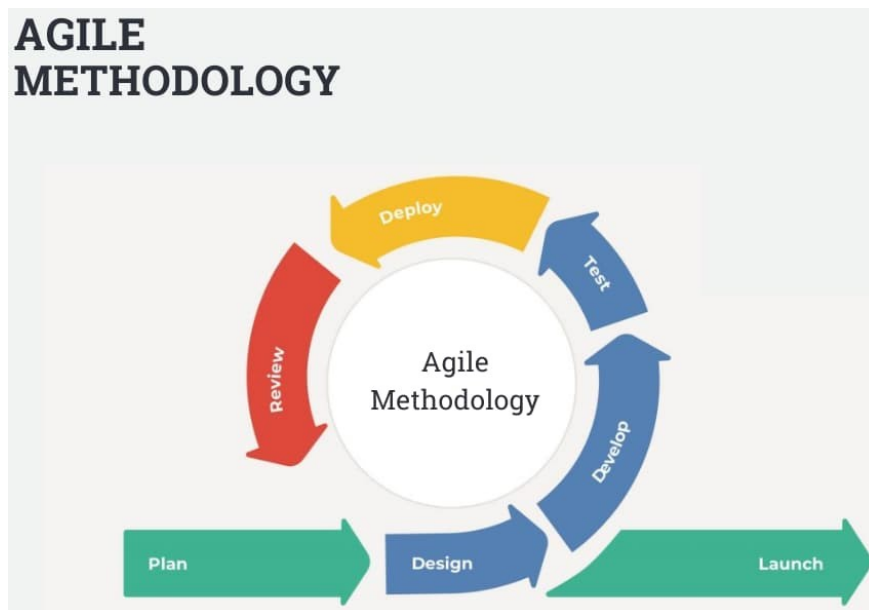 AGILE
METHODOLOGY
Deploy
Test
Review
Agile
Methodology
Develop
Plan
Design
Launch